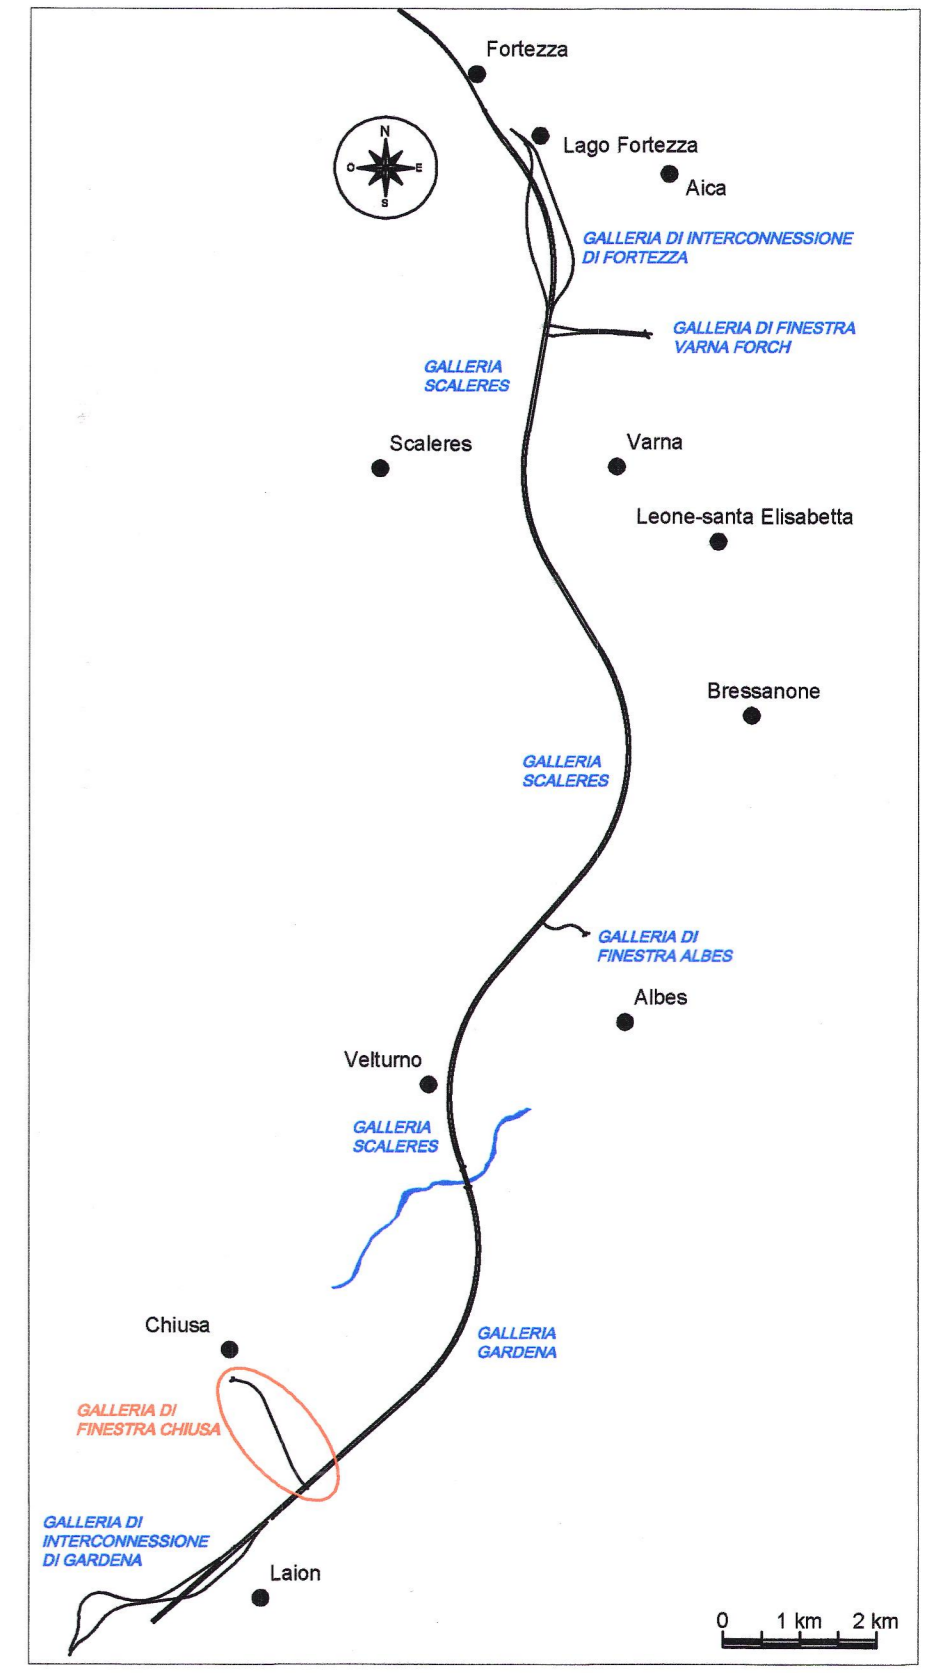 Fortezza
N
O E
S
Lago Fortezza
Aica
GALLERIA DI INTERCONNESSIONE
DI FORTEZZA
GALLERIA DI FINESTRA
VARNA FORCH
GALLERIA
SCALERES
Scaleres
Varna
Leone-santa Elisabetta
Bressanone
GALLERIA
SCALERES
GALLERIA DI
FINESTRA ALBES
Albes
Velturno
GALLERIA
SCALERES
Chiusa
GALLERIA
GARDENA
GALLERIA DI
FINESTRA CHIUSA
GALLERIA DI
INTERCONNESSIONE
DI GARDENA
Laion
0 1 km 2 km